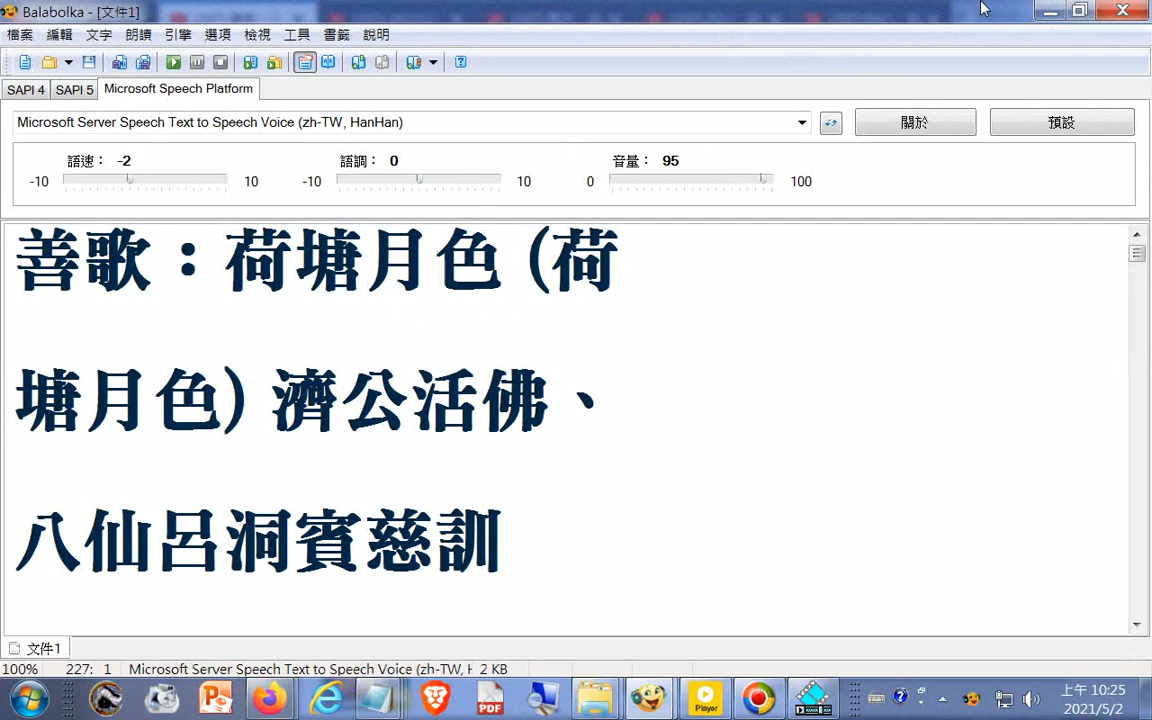 Balabolka - [文件1]
檔案 編輯 文字 朗讀 引擎 選項 檢視 工具 書籤 說明
SAPI 4 SAPI 5 Microsoft Speech Platform
Microsoft Server Speech Text to Speech Voice (zh-TW, HanHan)
關於 預設
語速： -2 語調： 0 音量： 95
-10 10 -10 10 0 100
善歌：荷塘月色 (荷
塘月色) 濟公活佛、
八仙呂洞賓慈訓
文件1
100% 227: 1 Microsoft Server Speech Text to Speech Voice (zh-TW, H 2 KB
PDF
Player
上午 10:25
2021/5/2